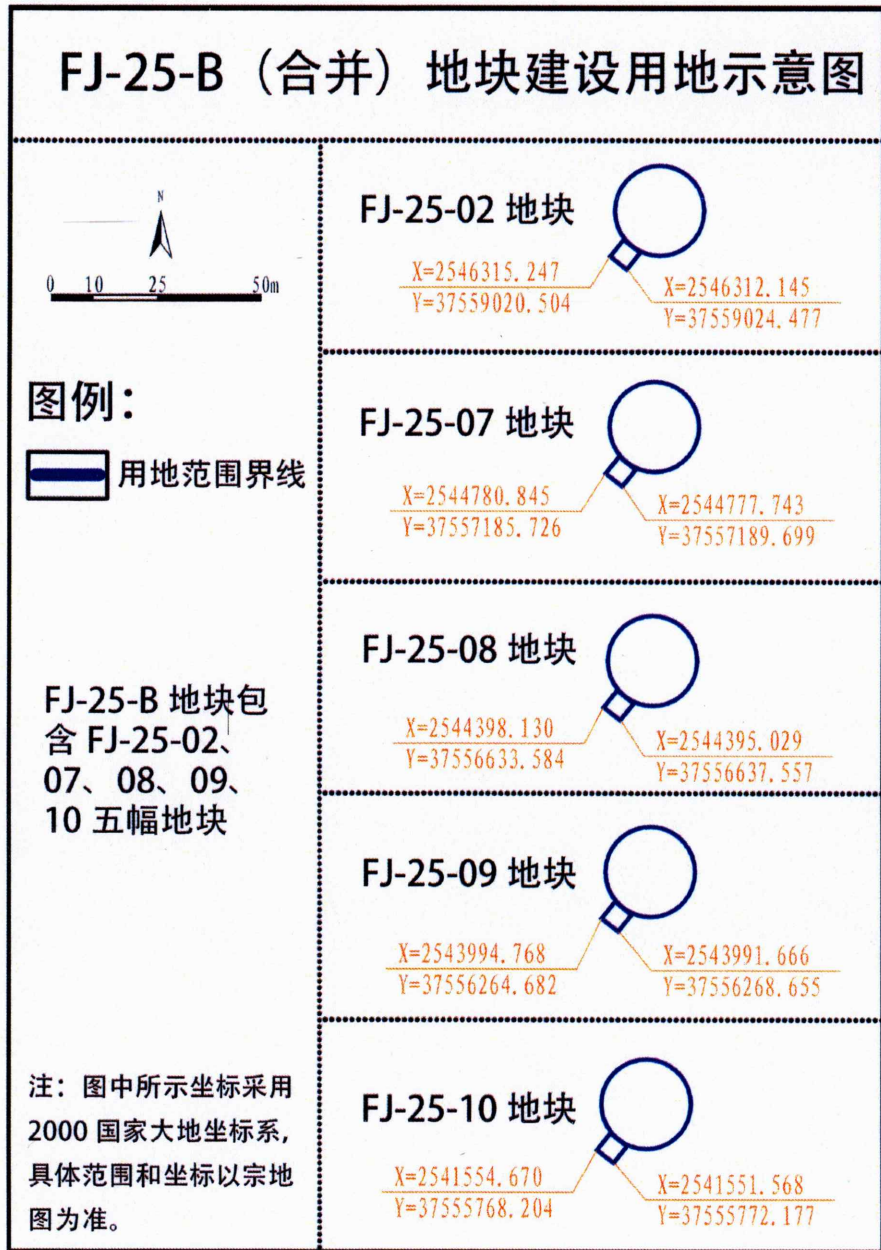 FJ-25-B（合并）地块建设用地示意图
N
0 10 25 50m
图例：
用地范围界线
FJ-25-B 地块包
含 FJ-25-02、
07、08、09、
10 五幅地块
注：图中所示坐标采用
2000 国家大地坐标系，
具体范围和坐标以宗地
图为准。
FJ-25-02 地块
X=2546315.247
Y=37559020.504
X=2546312.145
Y=37559024.477
FJ-25-07 地块
X=2544780.845
Y=37557185.726
X=2544777.743
Y=37557189.699
FJ-25-08 地块
X=2544398.130
Y=37556633.584
X=2544395.029
Y=37556637.557
FJ-25-09 地块
X=2543994.768
Y=37556264.682
X=2543991.666
Y=37556268.655
FJ-25-10 地块
X=2541554.670
Y=37555768.204
X=2541551.568
Y=37555772.177